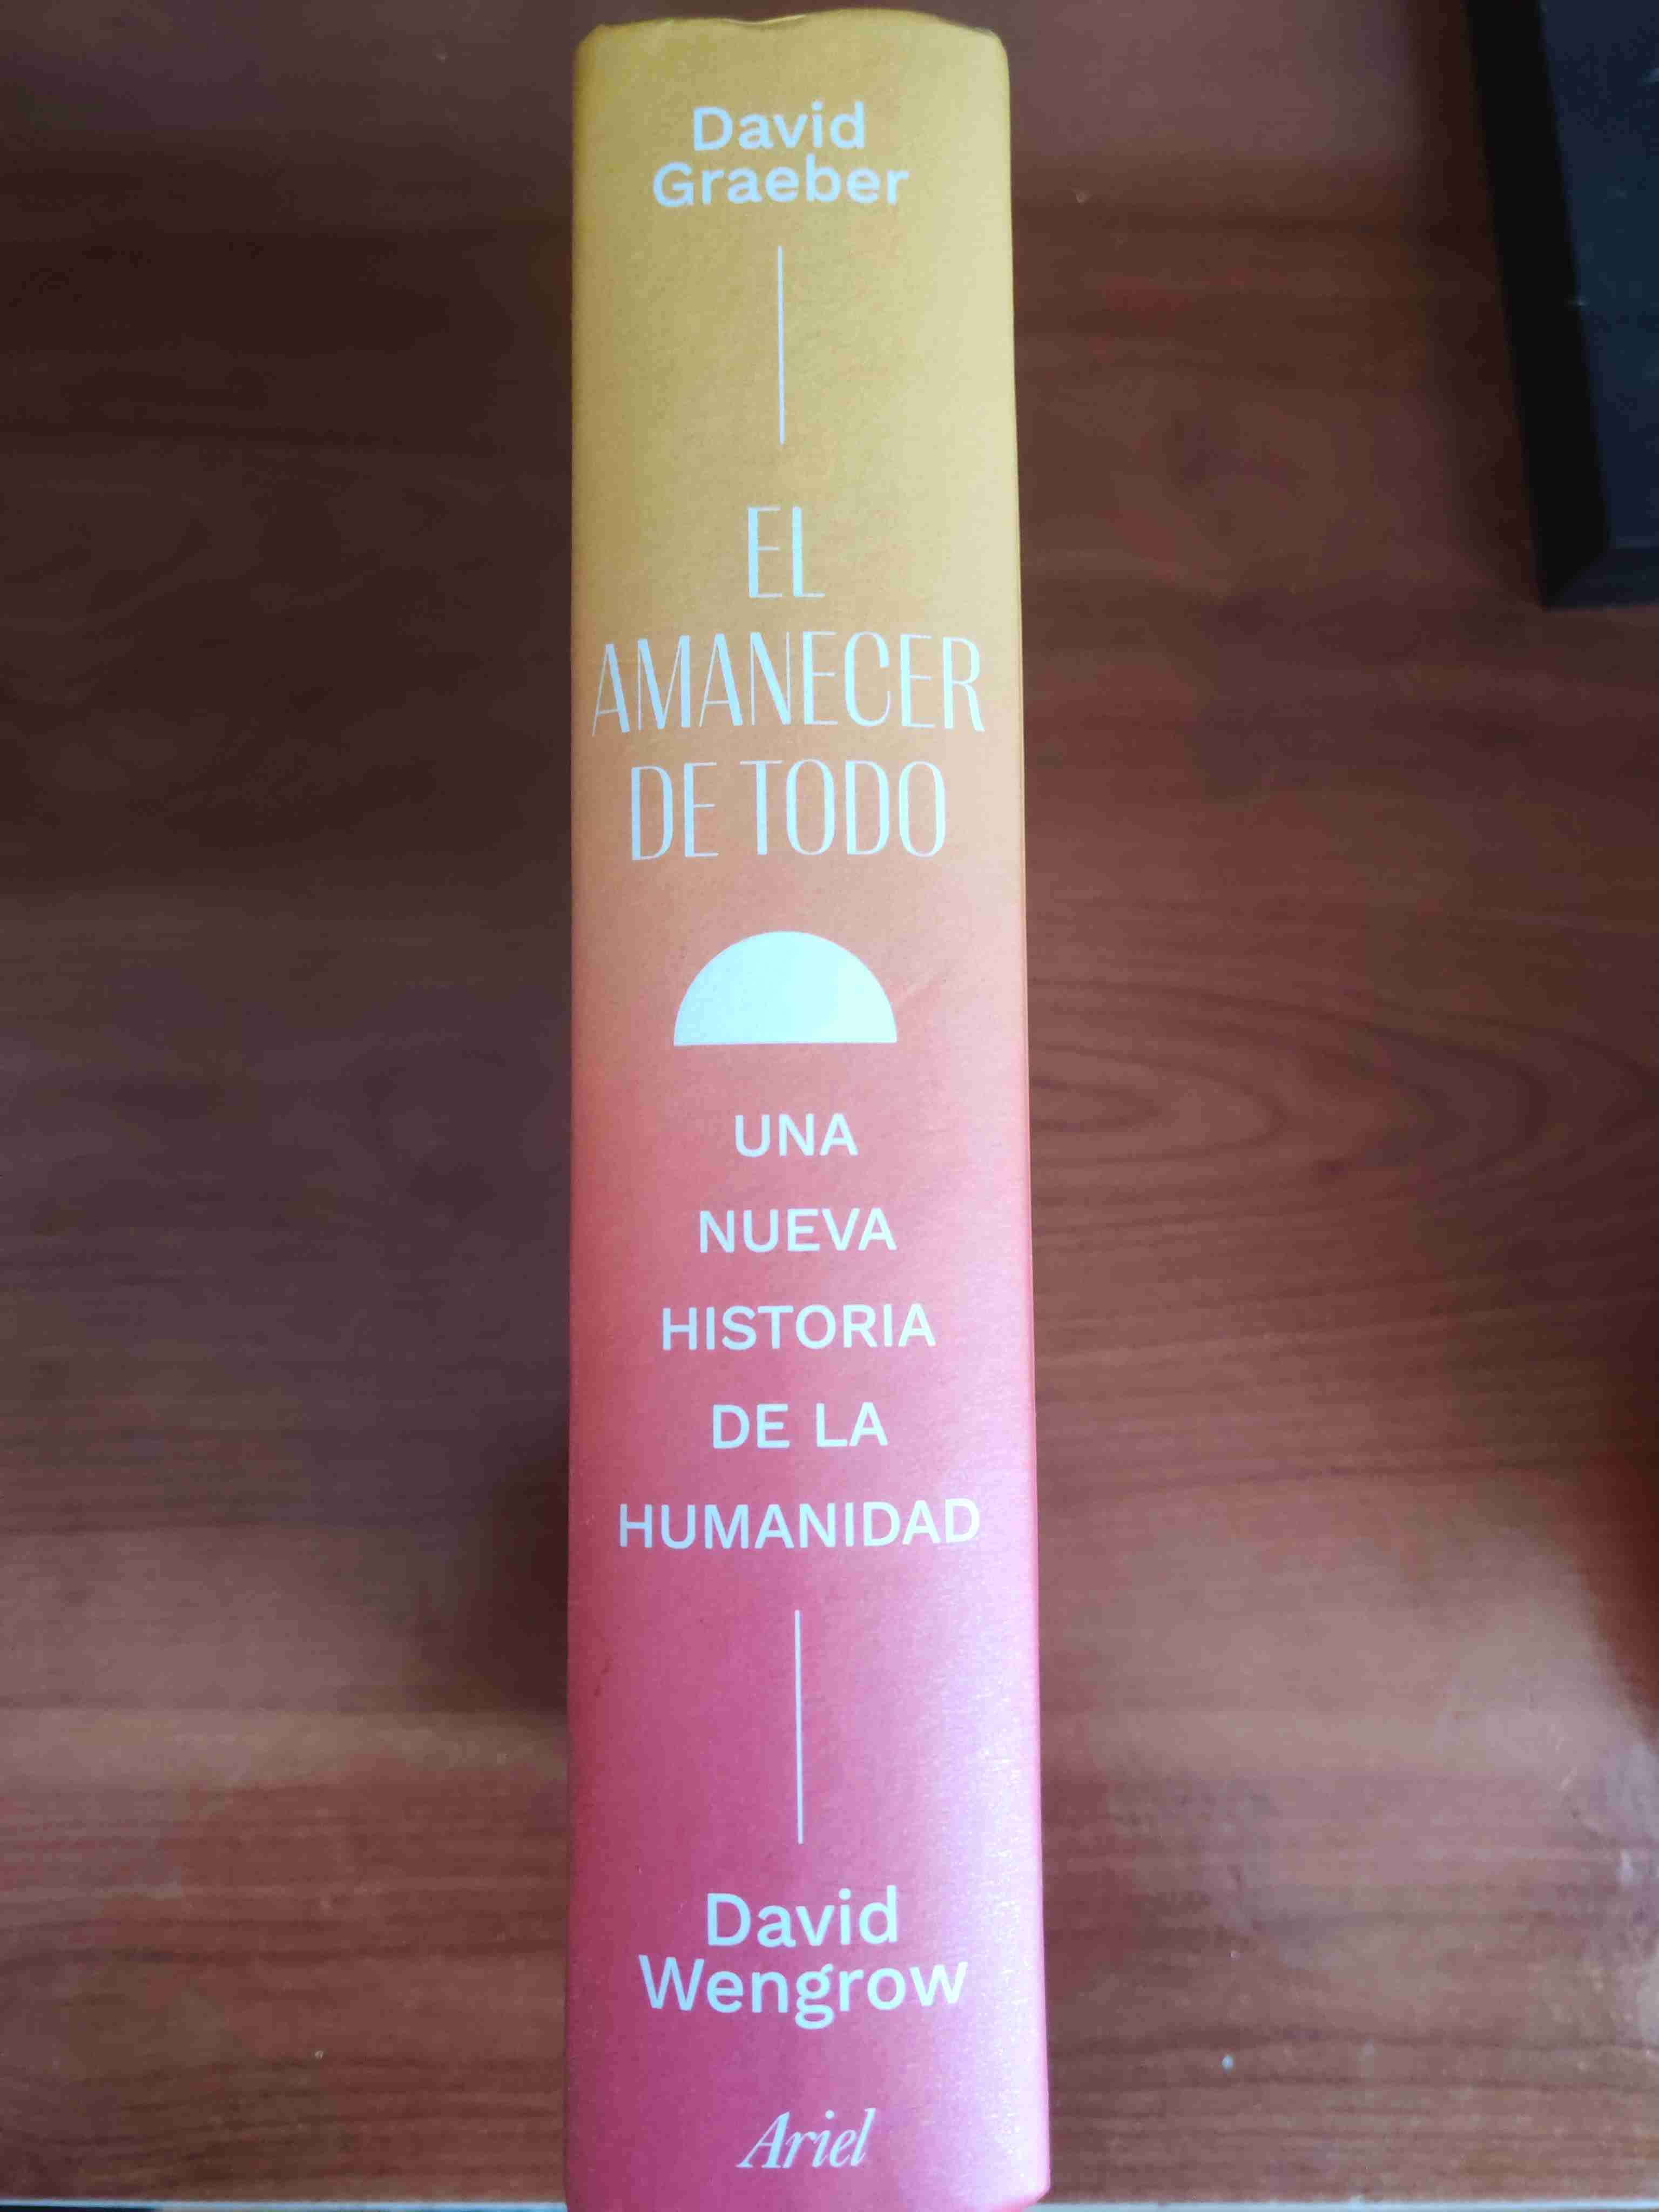 David
Graeber
EL
AMANECER
DE TODO
UNA
NUEVA
HISTORIA
DE LA
HUMANIDAD
David
Wengrow
Ariel